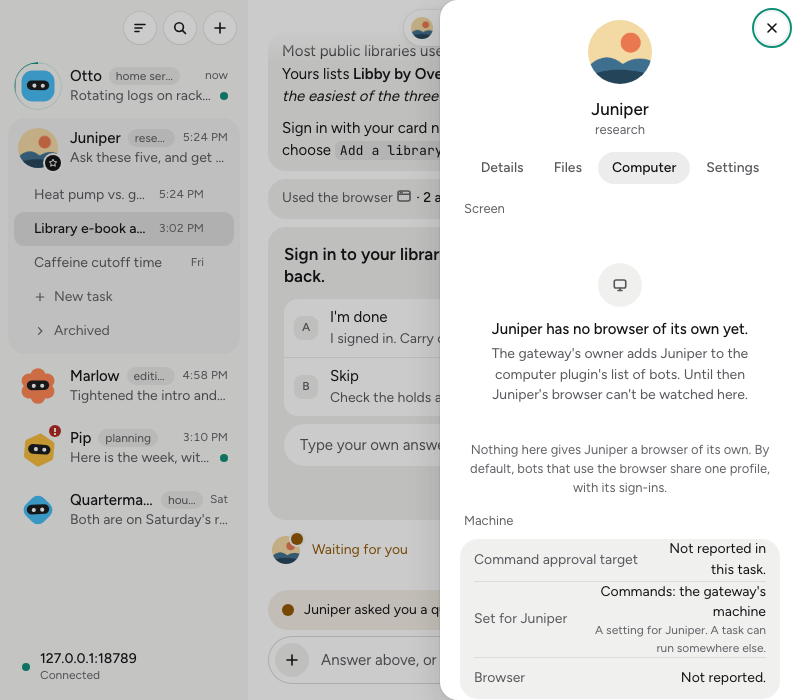 Otto home ser... now
Rotating logs on rack...
Juniper rese... 5:24 PM
Ask these five, and get ...
Heat pump vs. g... 5:24 PM
Library e-book a... 3:02 PM
Caffeine cutoff time Fri
New task
Archived
Marlow editi... 4:58 PM
Tightened the intro and...
Pip planning 3:10 PM
Here is the week, wit...
Quarterma... hou... Sat
Both are on Saturday's r...
127.0.0.1:18789
Connected
Most public libraries use
Yours lists Libby by Ove
the easiest of the three
Sign in with your card n
choose Add a library
Used the browser · 2 a
Sign in to your librar
back.
A I'm done
I signed in. Carry o
B Skip
Check the holds a
Type your own answe
Waiting for you
Juniper asked you a q
Answer above, or
Juniper
research
Details Files Computer Settings
Screen
Juniper has no browser of its own yet.
The gateway's owner adds Juniper to the
computer plugin's list of bots. Until then
Juniper's browser can't be watched here.
Nothing here gives Juniper a browser of its own. By
default, bots that use the browser share one profile,
with its sign-ins.
Machine
Command approval target Not reported in
this task.
Set for Juniper Commands: the gateway's
machine
A setting for Juniper. A task can
run somewhere else.
Browser Not reported.